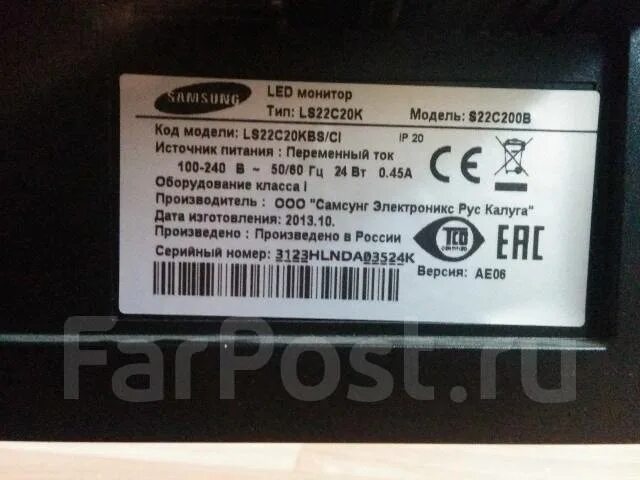 SAMSUNG
LED монитор
Тип: LS22C20K Модель: S22C200B
Код модели: LS22C20KBS/CI IP 20
Источник питания : Переменный ток
100-240 В ~ 50/60 Гц 24 Вт 0.45A
Оборудование класса I
Производитель : ООО "Самсунг Электроникс Рус Калуга"
Дата изготовления : 2013.10.
Произведено : Произведено в России
Серийный номер: 3123HLNDA03524K
CE
TCO
EAC
Версия: AE06
FarPost.ru